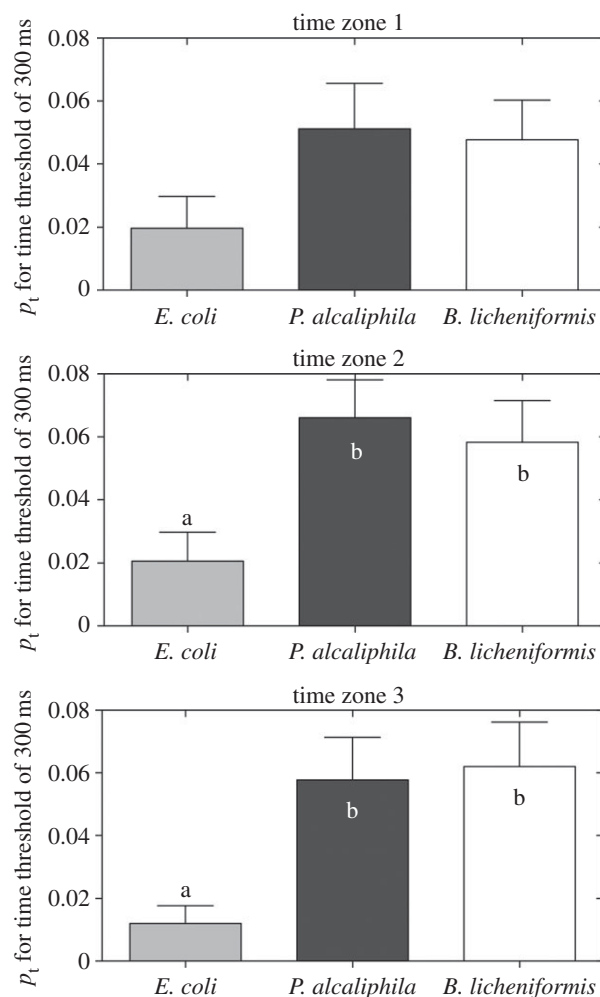 time zone 1
p_t for time threshold of 300 ms
0.08
0.06
0.04
0.02
0
E. coli P. alcaliphila B. licheniformis
time zone 2
p_t for time threshold of 300 ms
0.08
0.06
0.04
0.02
0
a
b
b
E. coli P. alcaliphila B. licheniformis
time zone 3
p_t for time threshold of 300 ms
0.08
0.06
0.04
0.02
0
a
b
b
E. coli P. alcaliphila B. licheniformis